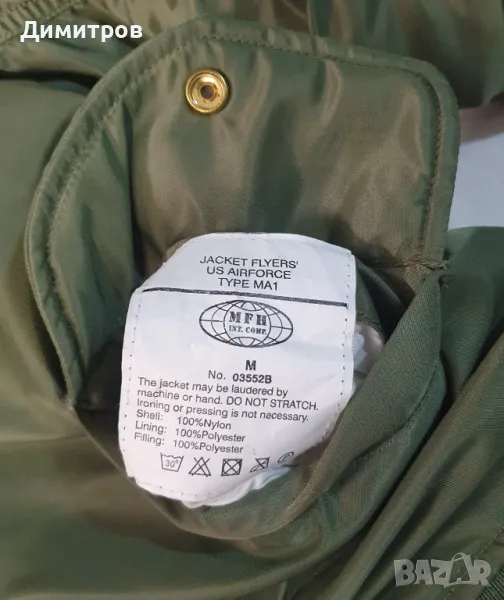 Димитров
JACKET FLYERS'
US AIRFORCE
TYPE MA1
MFH
INT. COMP.
M
No. 03552B
The jacket may be laudered by
machine or hand. DO NOT STRETCH.
Ironing or pressing is not necessary.
Shell: 100%Nylon
Lining: 100%Polyester
Filling: 100%Polyester
30°
BAZAR